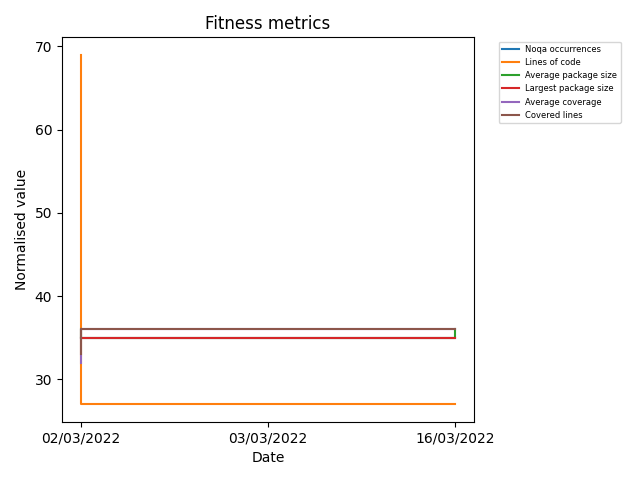 Fitness metrics
Noqa occurrences
Lines of code
Average package size
Largest package size
Average coverage
Covered lines
70
60
50
40
30
Normalised value
02/03/2022 03/03/2022 16/03/2022
Date